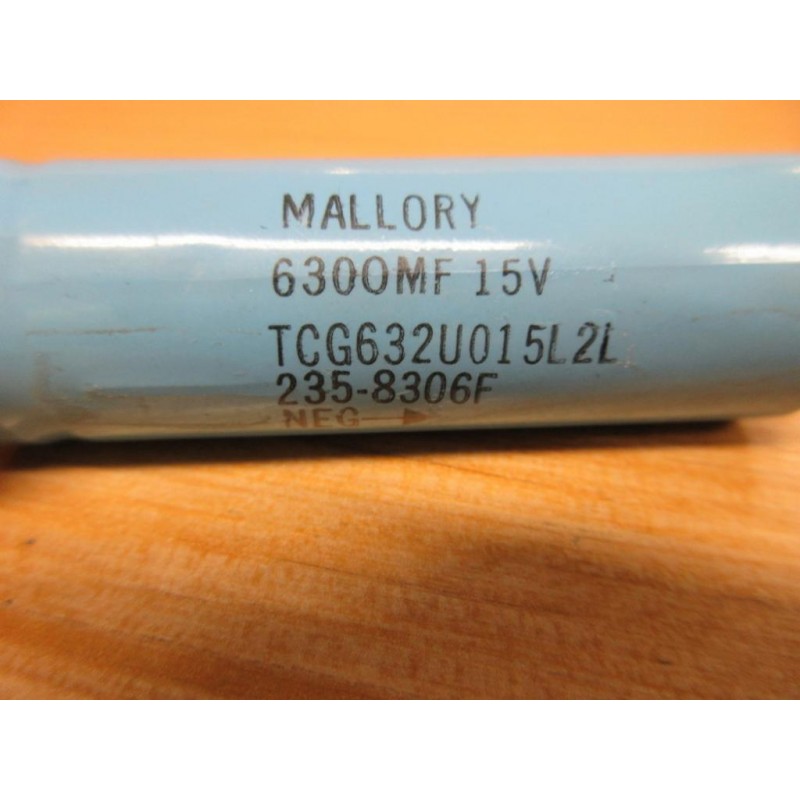 MALLORY
6300MF 15V
TCG632U015L2L
235-8306F
NEG